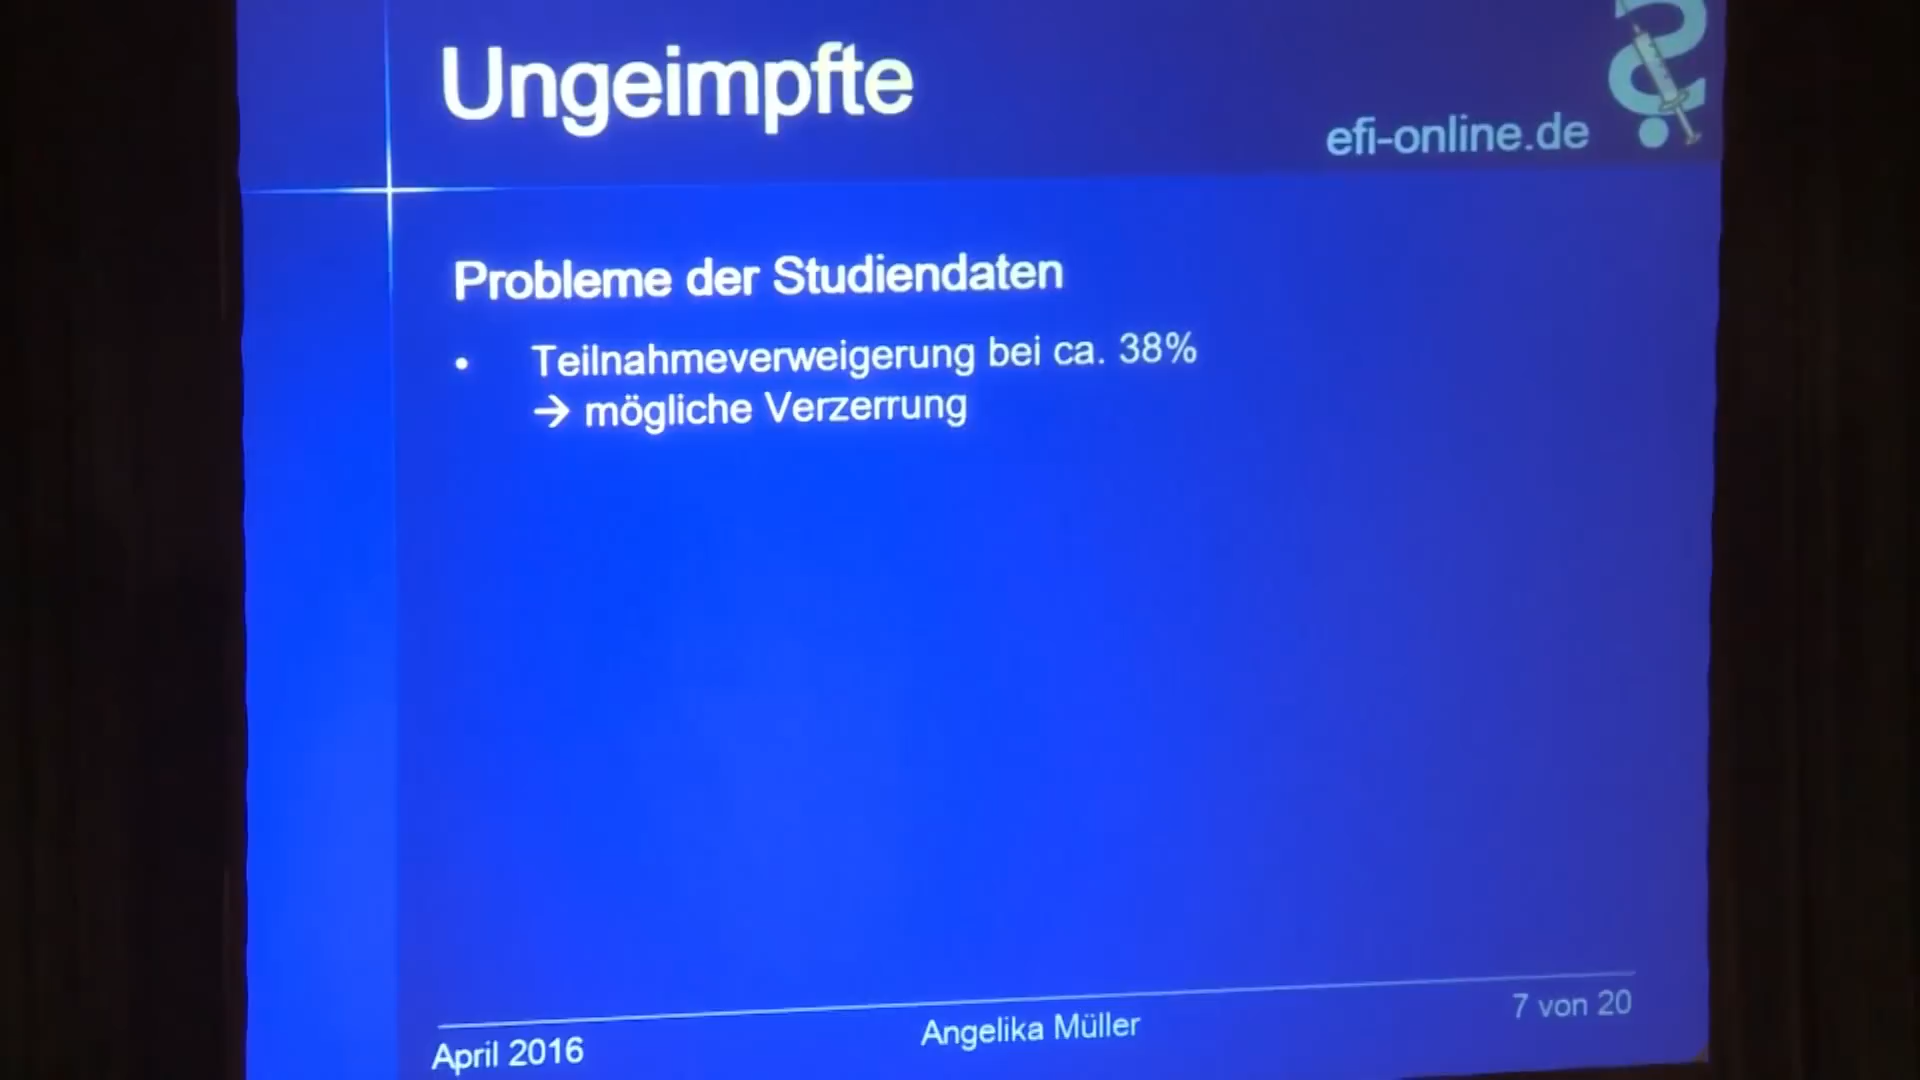 Ungeimpfte
efi-online.de
Probleme der Studiendaten
• Teilnahmeverweigerung bei ca. 38%
→ mögliche Verzerrung
April 2016
Angelika Müller
7 von 20